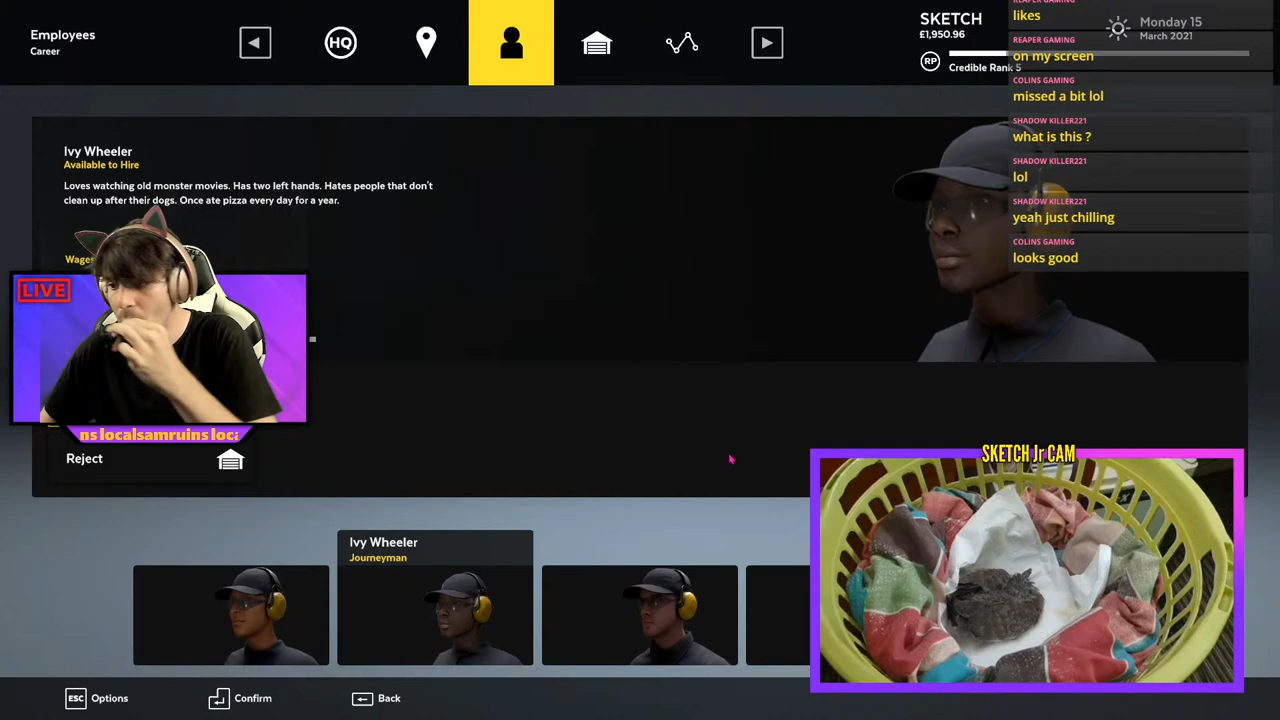 Employees
Career
HQ
SKETCH
£1,950.96
RP
Credible Rank 5
Monday 15
March 2021
likes
REAPER GAMING
on my screen
COLINS GAMING
missed a bit lol
SHADOW KILLER221
what is this ?
SHADOW KILLER221
lol
SHADOW KILLER221
yeah just chilling
COLINS GAMING
looks good
Ivy Wheeler
Available to Hire
Loves watching old monster movies. Has two left hands. Hates people that don't
clean up after their dogs. Once ate pizza every day for a year.
Wages
LIVE
ns localsamruins loca
Reject
SKETCH Jr CAM
Ivy Wheeler
Journeyman
ESC Options
Confirm
Back